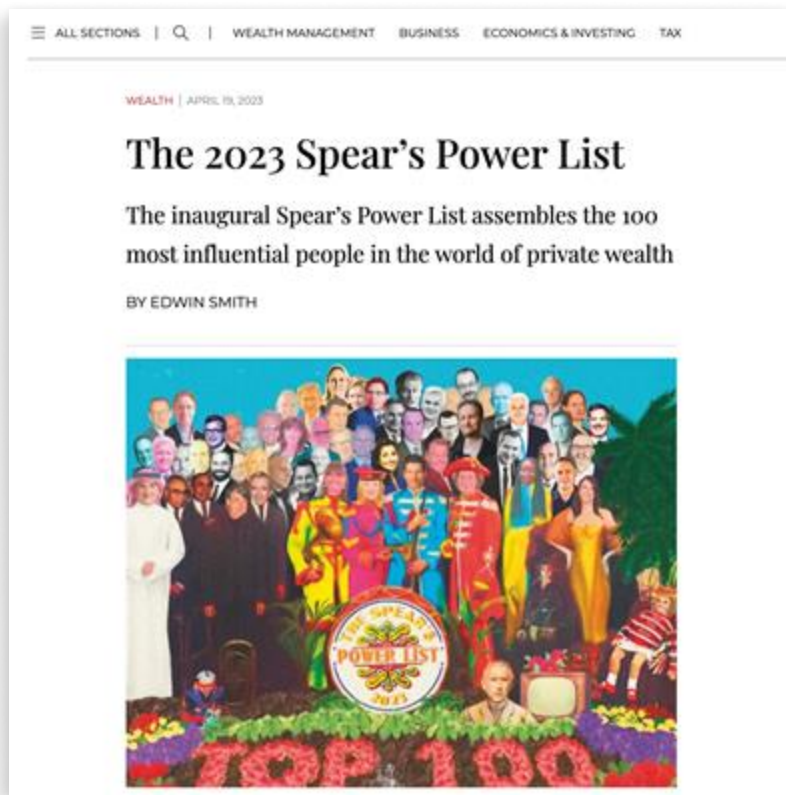 ALL SECTIONS | | WEALTH MANAGEMENT BUSINESS ECONOMICS & INVESTING TAX
WEALTH | APRIL 19, 2023
The 2023 Spear's Power List
The inaugural Spear's Power List assembles the 100
most influential people in the world of private wealth
BY EDWIN SMITH
THE SPEAR'S
POWER LIST
2023
TOP 100